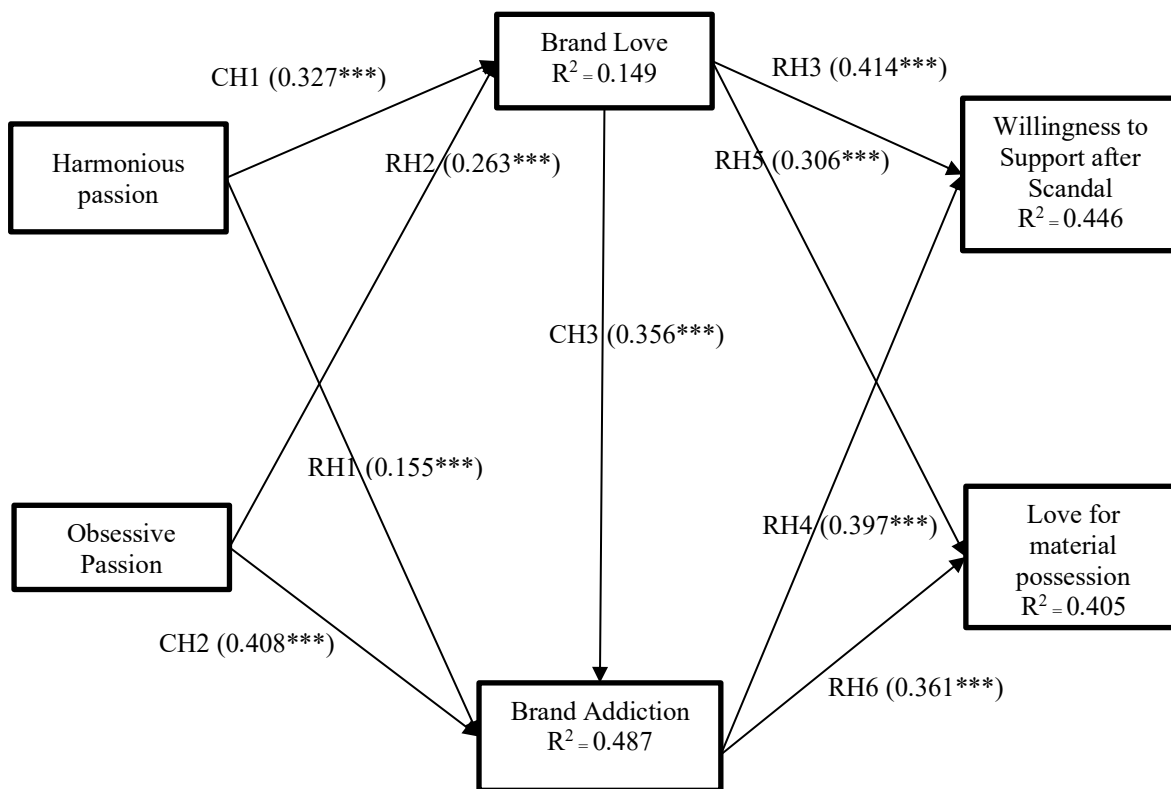 Brand Love
R² = 0.149
CH1 (0.327***)
RH3 (0.414***)
Harmonious
passion
RH2 (0.263***)
RH5 (0.306***)
Willingness to
Support after
Scandal
R² = 0.446
CH3 (0.356***)
RH1 (0.155***)
Obsessive
Passion
RH4 (0.397***)
Love for
material
possession
R² = 0.405
CH2 (0.408***)
RH6 (0.361***)
Brand Addiction
R² = 0.487